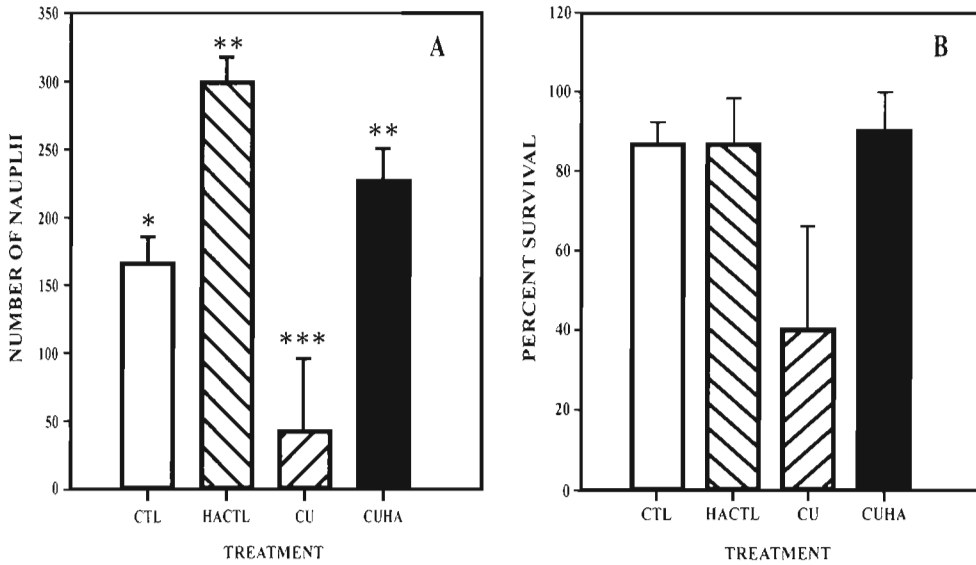 A
350
300
250
200
150
100
50
0
NUMBER OF NAUPLII
*
**
***
**
CTL HACTL CU CUHA
TREATMENT
B
120
100
80
60
40
20
0
PERCENT SURVIVAL
CTL HACTL CU CUHA
TREATMENT